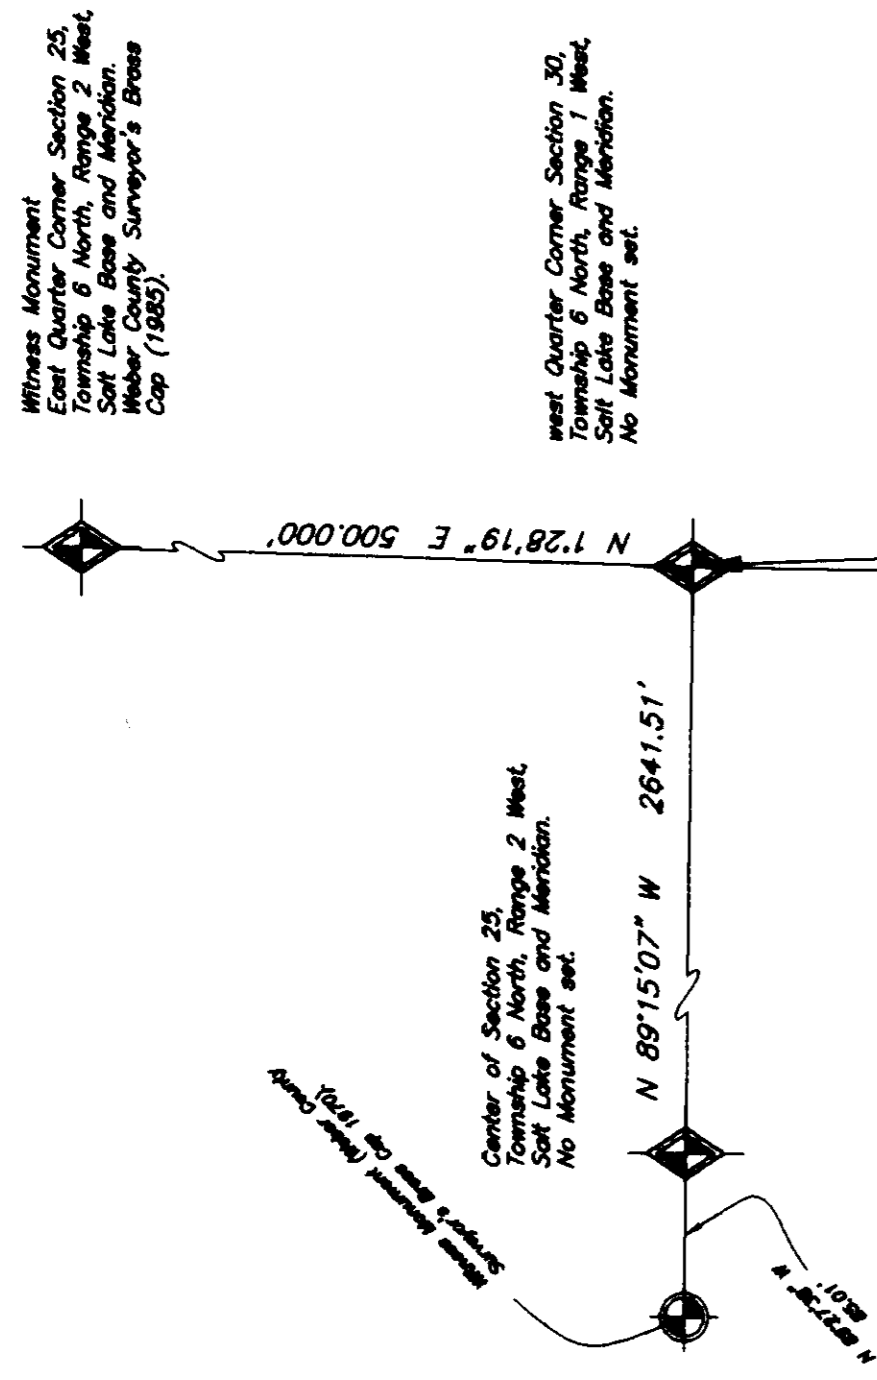 Witness Monument
East Quarter Corner Section 25,
Township 6 North, Range 2 West,
Salt Lake Base and Meridian.
Weber County Surveyor's Brass
Cap (1985).
west Quarter Corner Section 30,
Township 6 North, Range 1 West,
Salt Lake Base and Meridian.
No Monument set.
N 1°28'19" E 500.000'
N 89°15'07" W 2641.51'
Center of Section 25,
Township 6 North, Range 2 West,
Salt Lake Base and Meridian.
No Monument set.
Witness Monument (Weber County
Surveyor's Brass Cap 1970).
N W
85.01'